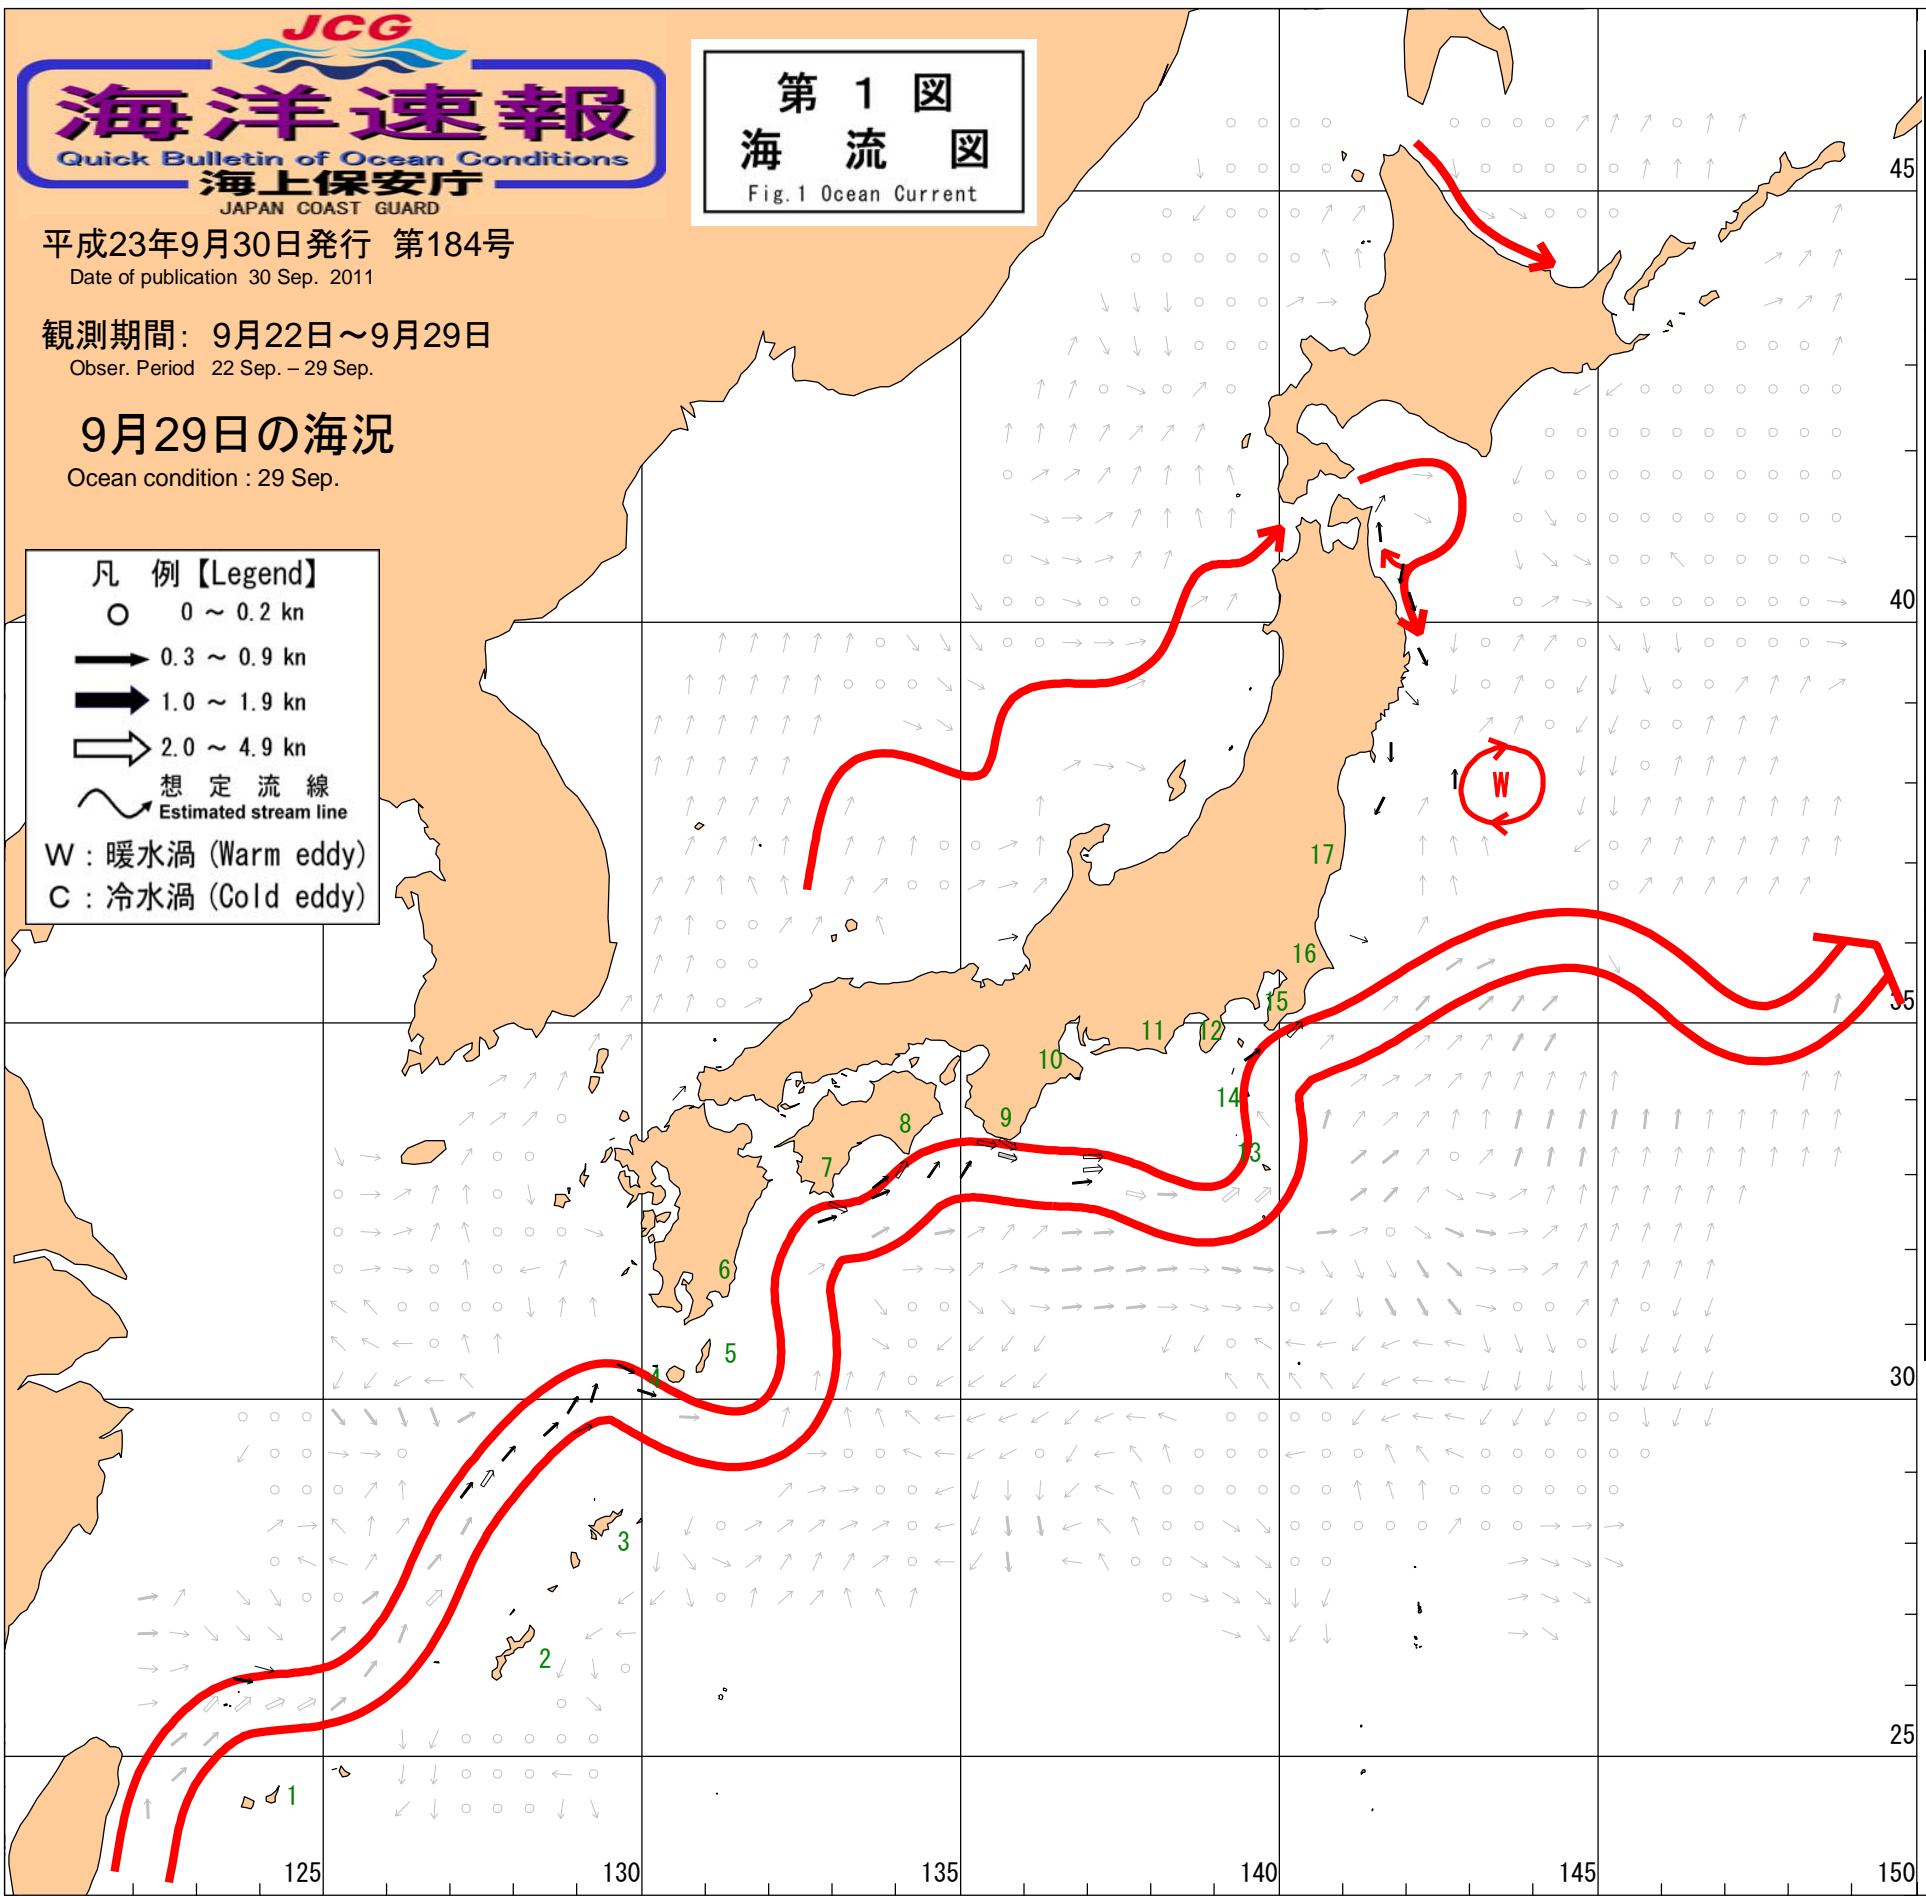 JCG
海洋速報
Quick Bulletin of Ocean Conditions
海上保安庁
JAPAN COAST GUARD
第 1 図
海 流 図
Fig.1 Ocean Current
平成23年9月30日発行 第184号
Date of publication 30 Sep. 2011
観測期間: 9月22日～9月29日
Obser. Period 22 Sep. – 29 Sep.
9月29日の海況
Ocean condition : 29 Sep.
凡 例【Legend】
0 ～ 0.2 kn
0.3 ～ 0.9 kn
1.0 ～ 1.9 kn
2.0 ～ 4.9 kn
想 定 流 線
Estimated stream line
W : 暖水渦 (Warm eddy)
C : 冷水渦 (Cold eddy)
45
40
W
17
16
35
15
12
11
10
14
9
8
13
7
6
5
4
30
3
2
25
1
125
130
135
140
145
150